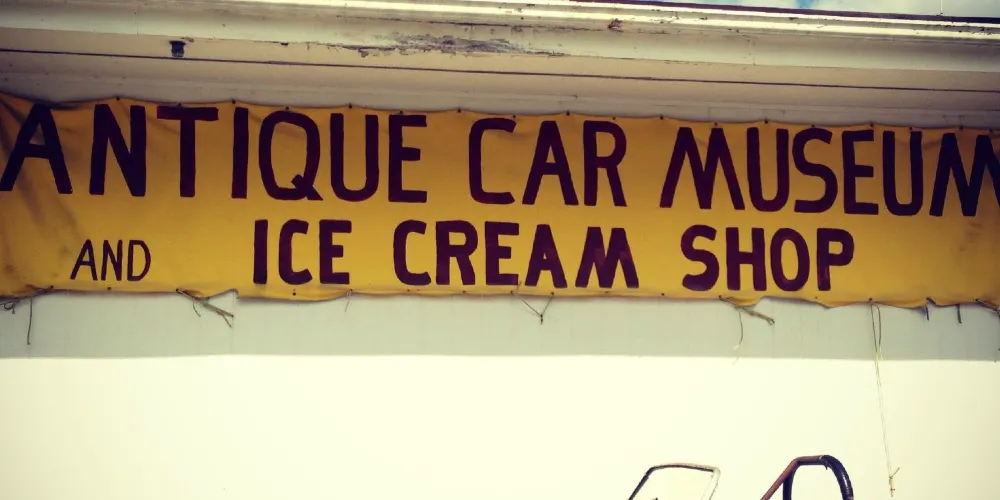 ANTIQUE CAR MUSEUM
AND ICE CREAM SHOP